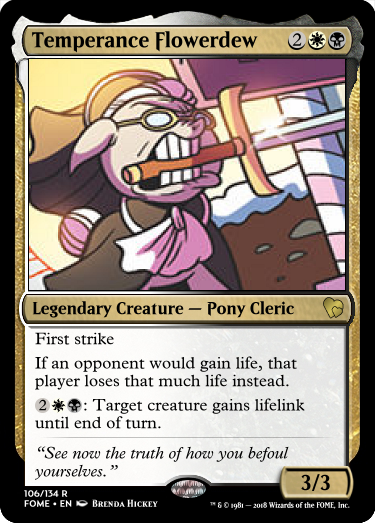 Temperance Flowerdew 2
Legendary Creature — Pony Cleric
First strike
If an opponent would gain life, that
player loses that much life instead.
2: Target creature gains lifelink
until end of turn.
“See now the truth of how you befoul
yourselves.”
3/3
106/134 R
FOME • EN Brenda Hickey
™ & © 1981 — 2018 Wizards of the FOME, Inc.